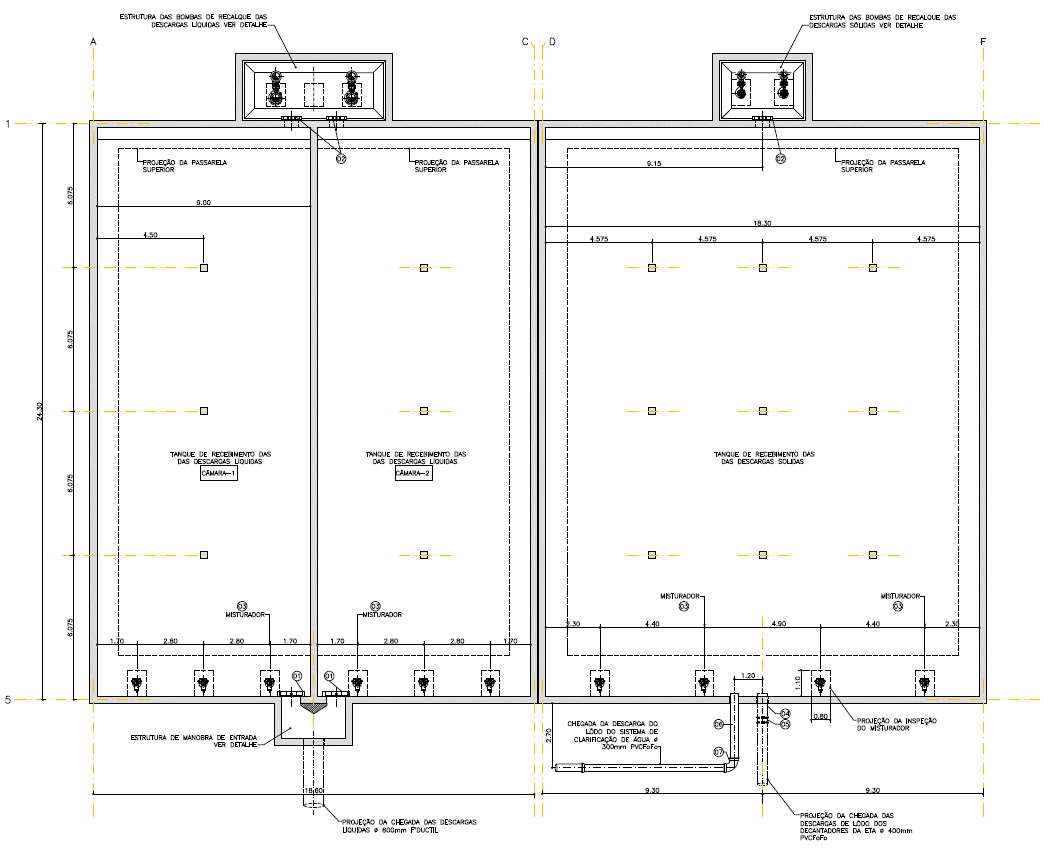 ESTRUTURA DAS BOMBAS DE RECALQUE DAS
DESCARGAS LÍQUIDAS VER DETALHE
ESTRUTURA DAS BOMBAS DE RECALQUE DAS
DESCARGAS SÓLIDAS VER DETALHE
A
C
D
F
1
02
02
PROJEÇÃO DA PASSARELA
SUPERIOR
PROJEÇÃO DA PASSARELA
SUPERIOR
PROJEÇÃO DA PASSARELA
SUPERIOR
9.15
6.075
9.00
18.30
4.50
4.575
4.575
4.575
4.575
6.075
24.30
TANQUE DE RECEBIMENTO DAS
DAS DESCARGAS LÍQUIDAS
CÂMARA-1
TANQUE DE RECEBIMENTO DAS
DAS DESCARGAS LÍQUIDAS
CÂMARA-2
TANQUE DE RECEBIMENTO DAS
DAS DESCARGAS SÓLIDAS
6.075
6.075
03
MISTURADOR
03
MISTURADOR
MISTURADOR
03
MISTURADOR
03
1.70
2.80
2.80
1.70
1.70
2.80
2.80
1.70
2.30
4.40
4.90
4.40
2.30
01
01
1.20
1.10
0.80
5
04
05
06
07
2.70
PROJEÇÃO DA INSPEÇÃO
DO MISTURADOR
CHEGADA DA DESCARGA DO
LÔDO DO SISTEMA DE
CLARIFICAÇÃO DE ÁGUA ø
300mm PVCFoFo
ESTRUTURA DE MANOBRA DE ENTRADA
VER DETALHE
18.60
9.30
9.30
PROJEÇÃO DA CHEGADA DAS DESCARGAS
LÍQUIDAS ø 800mm FºDUCTIL
PROJEÇÃO DA CHEGADA DAS
DESCARGAS DE LÔDO DOS
DECANTADORES DA ETA ø 400mm
PVCFoFo